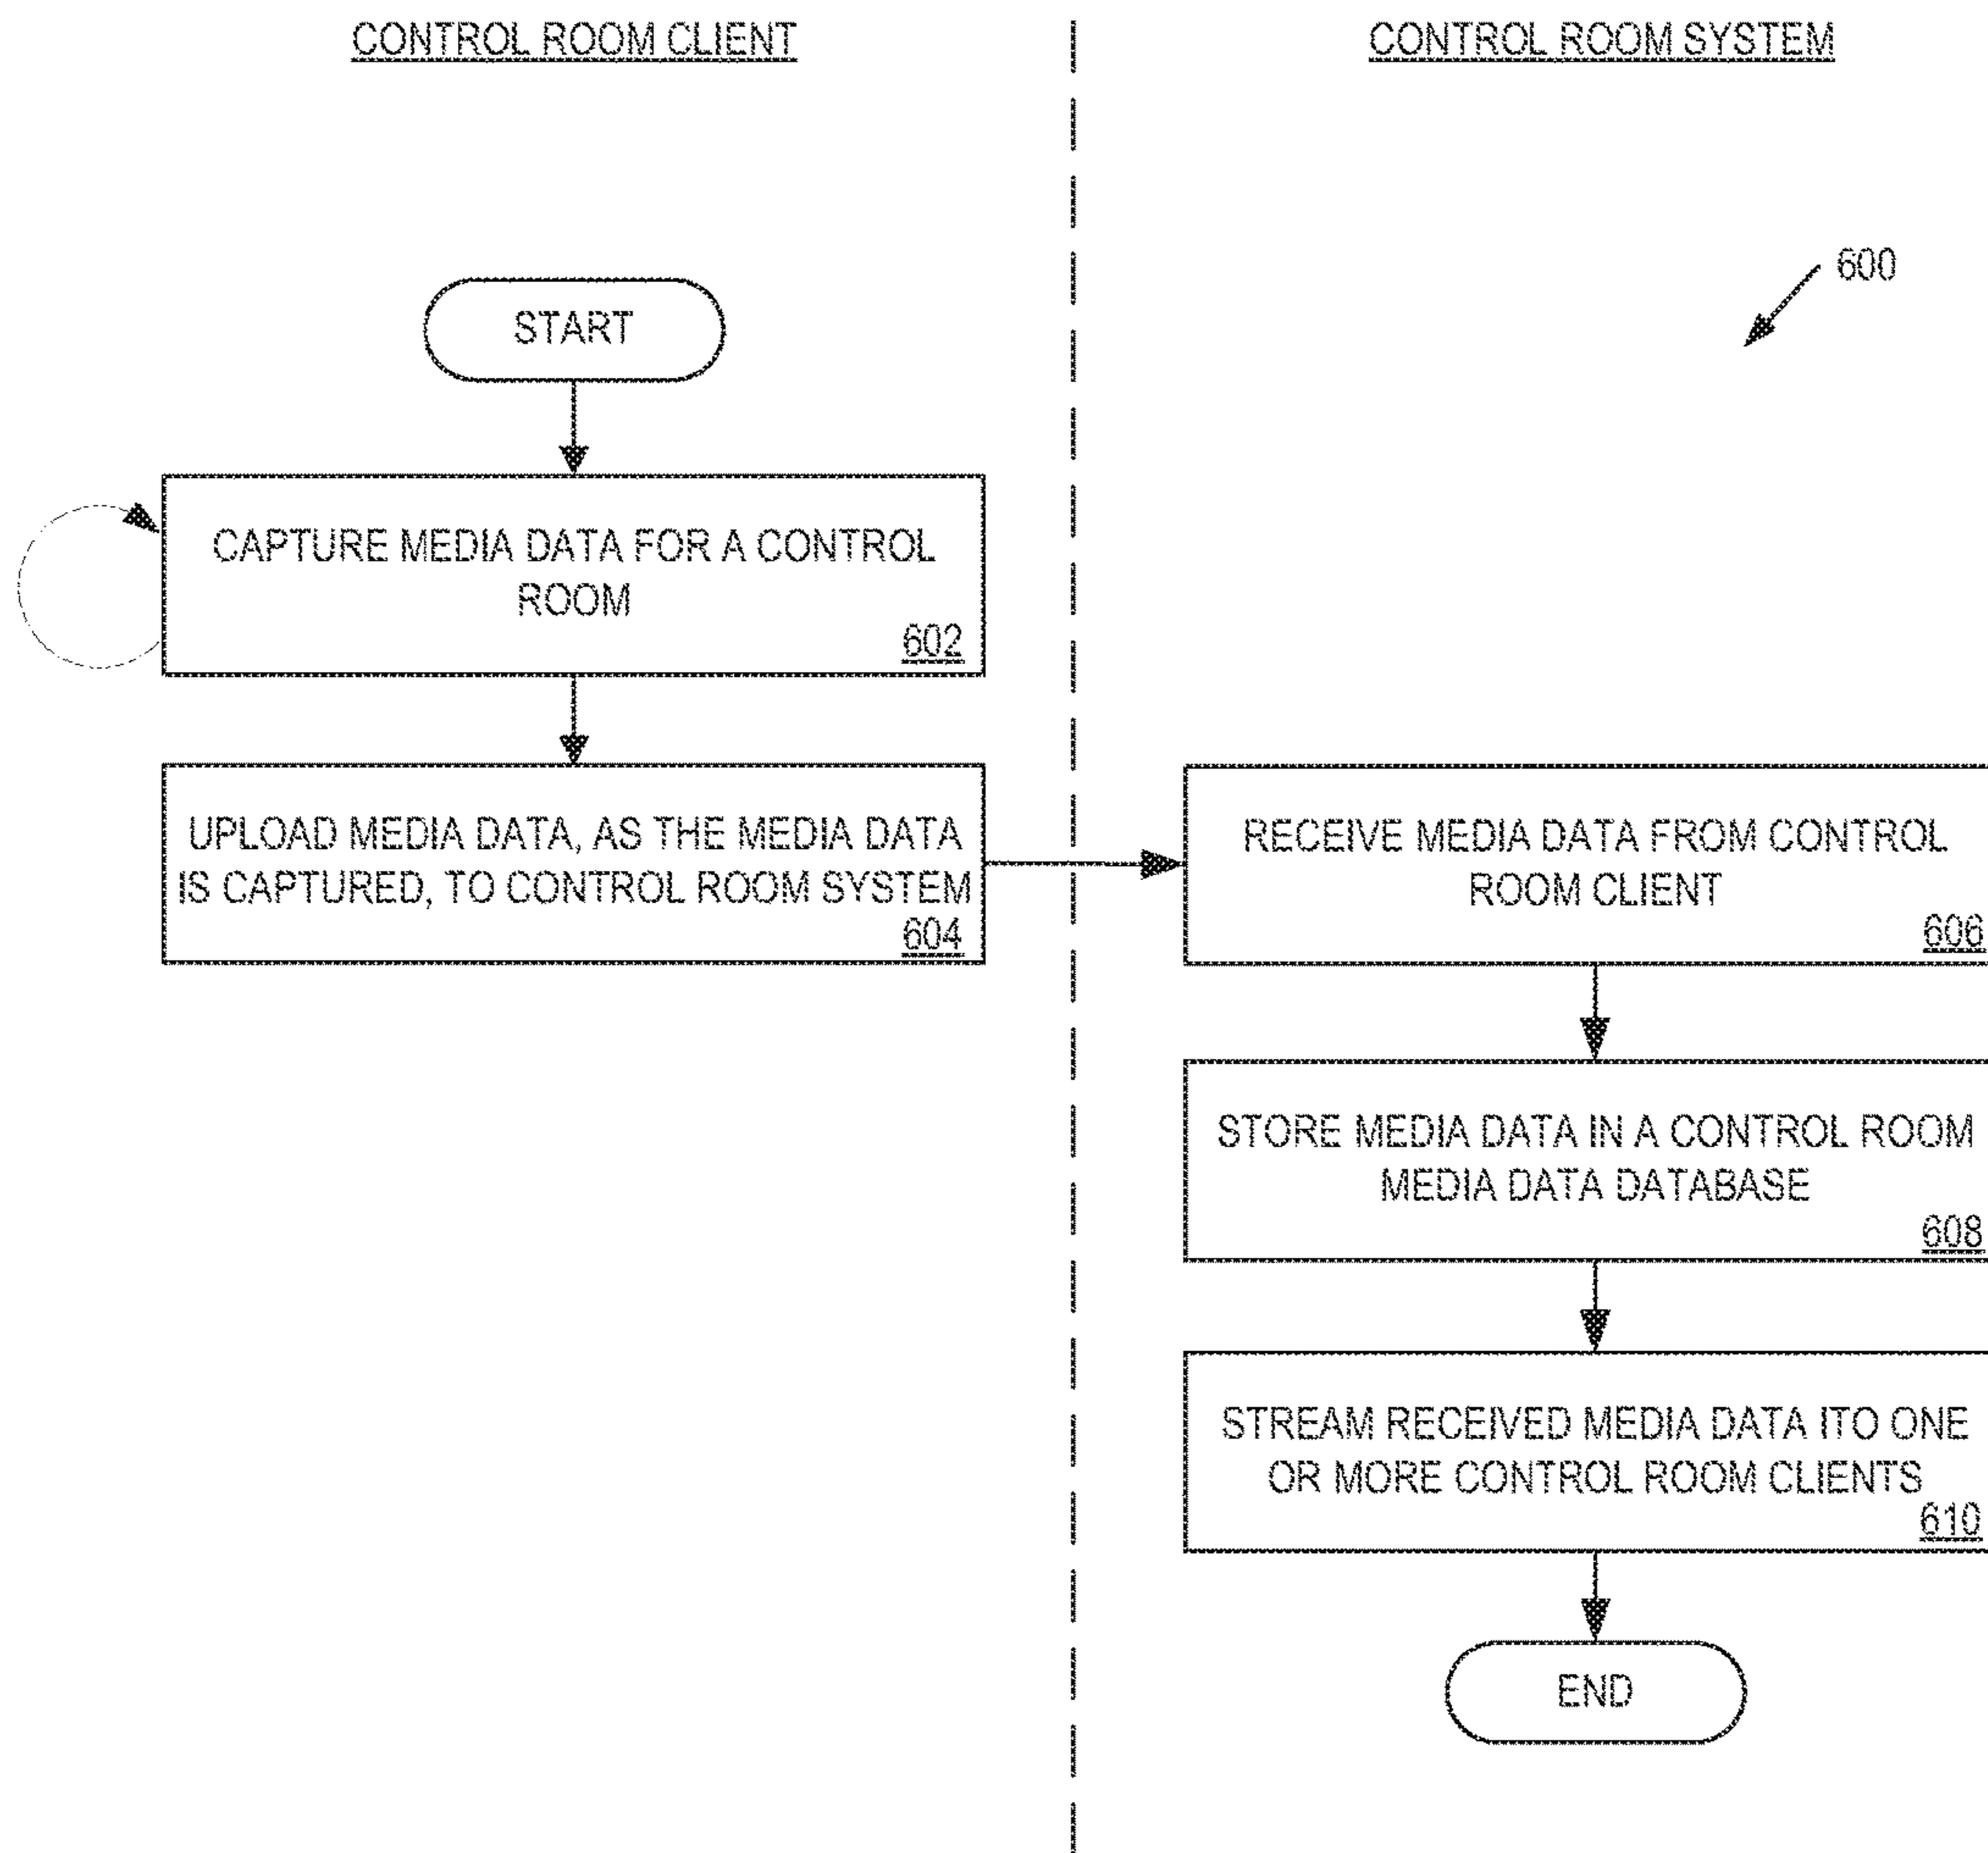 CONTROL ROOM CLIENT
CONTROL ROOM SYSTEM
600
START
CAPTURE MEDIA DATA FOR A CONTROL
ROOM
602
UPLOAD MEDIA DATA, AS THE MEDIA DATA
IS CAPTURED, TO CONTROL ROOM SYSTEM
604
RECEIVE MEDIA DATA FROM CONTROL
ROOM CLIENT
606
STORE MEDIA DATA IN A CONTROL ROOM
MEDIA DATA DATABASE
608
STREAM RECEIVED MEDIA DATA ITO ONE
OR MORE CONTROL ROOM CLIENTS
610
END